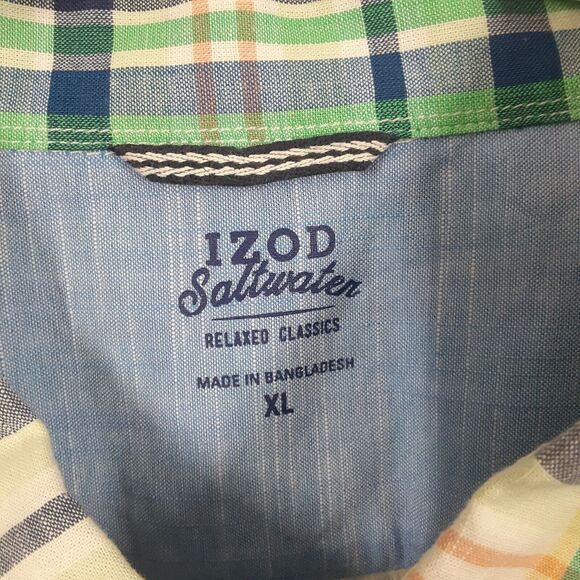 IZOD
Saltwater
RELAXED CLASSICS
MADE IN BANGLADESH
XL